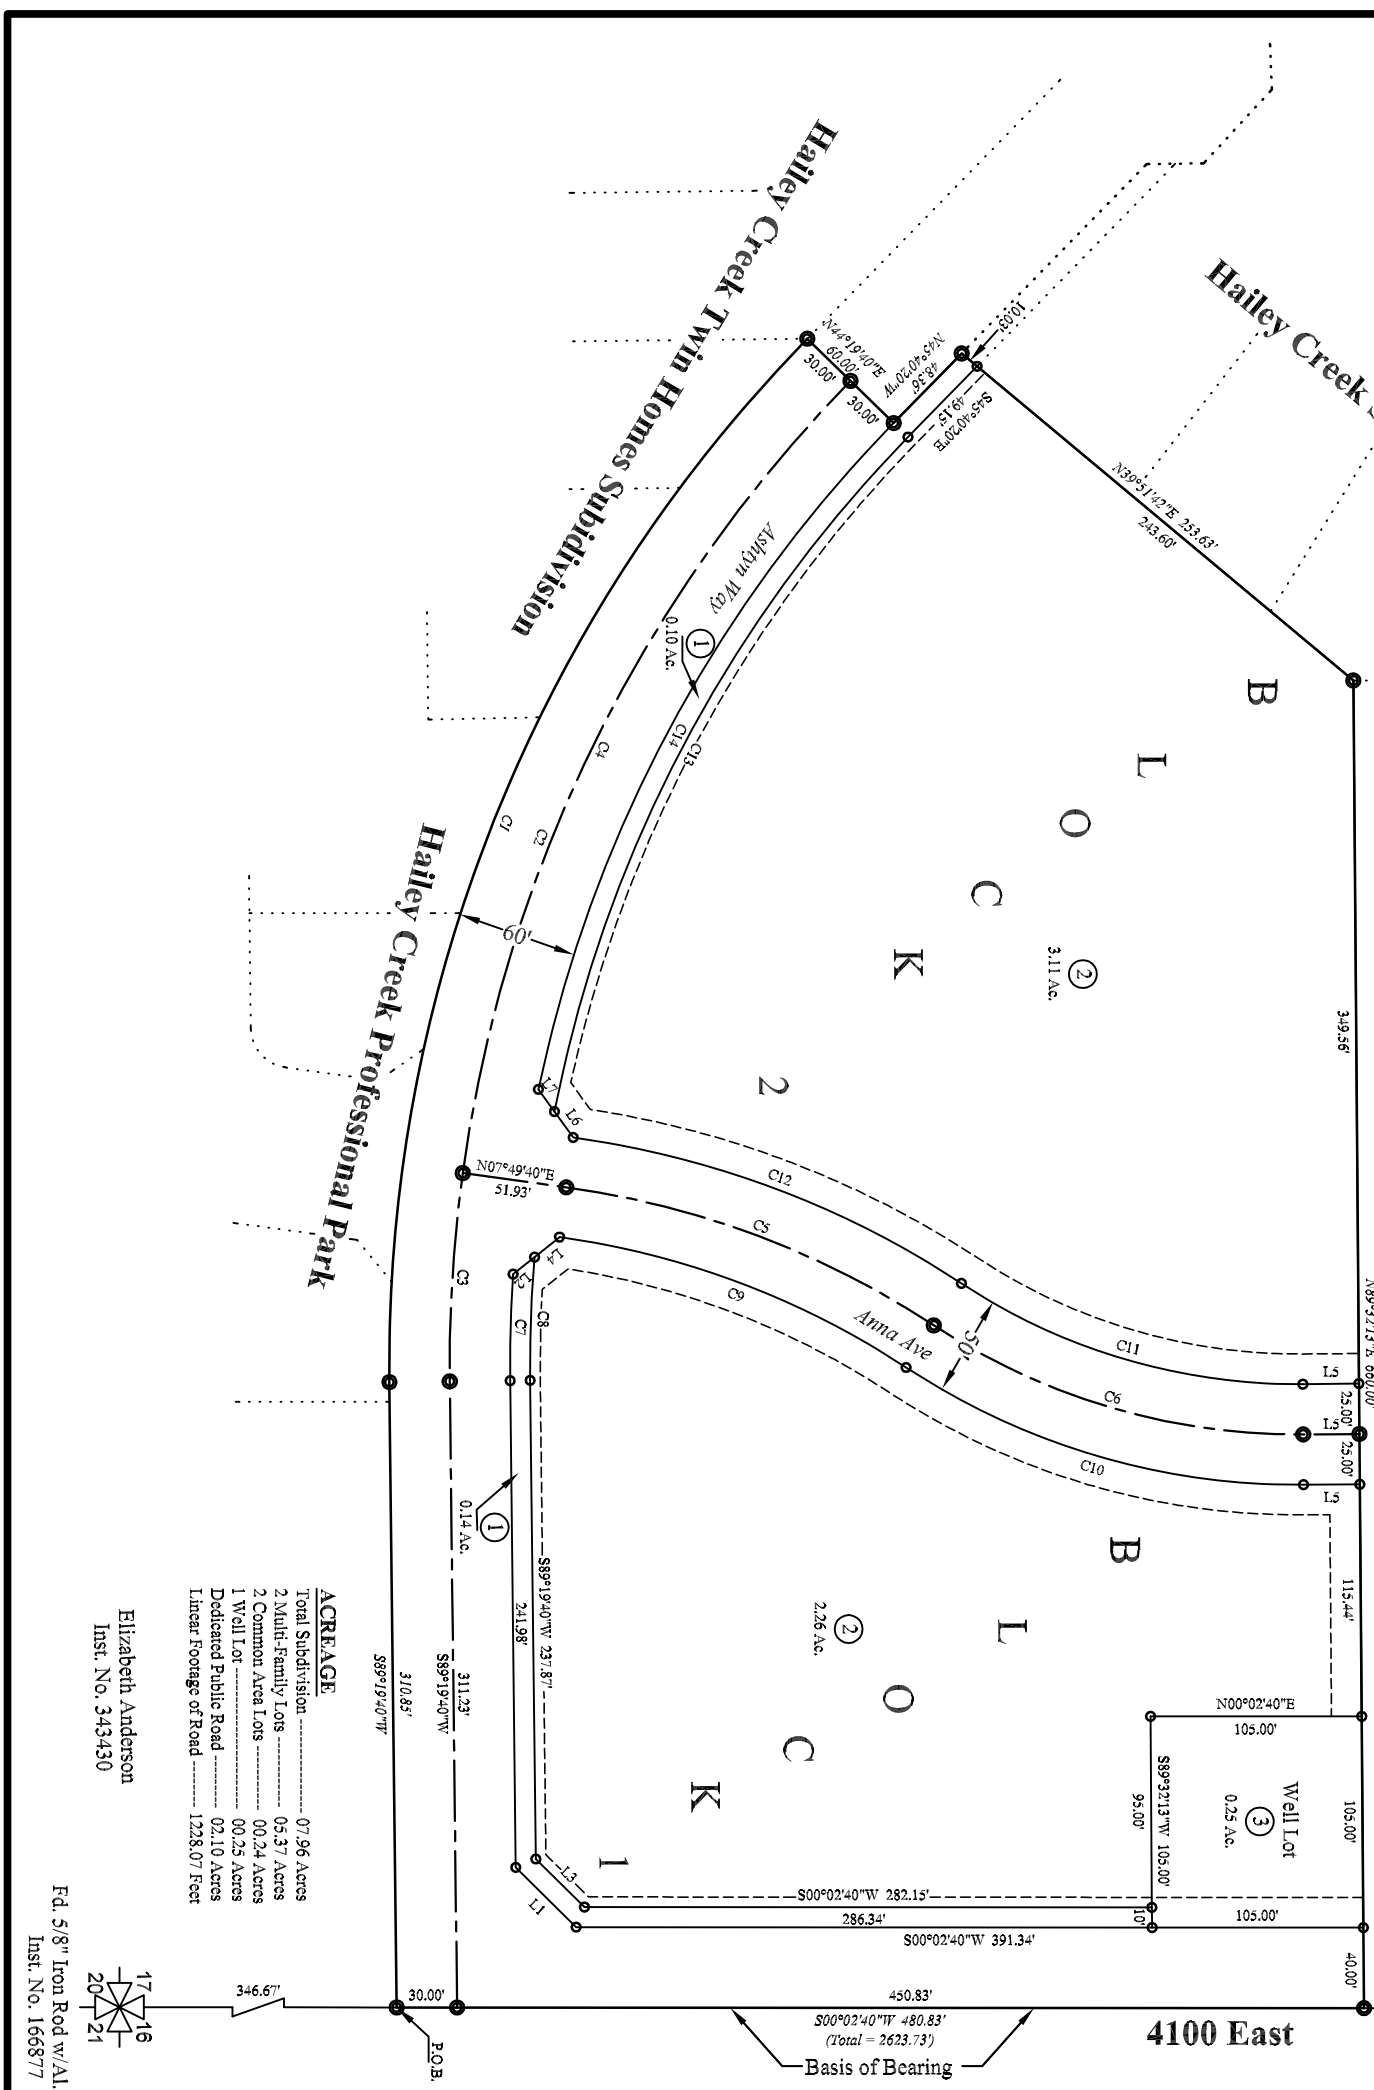 Hailey Creek
Hailey Creek Twin Homes Subidivision
Hailey Creek Professional Park
10.03'
N44°19'40"E
60.00'
30.00'
30.00'
N45°40'20"W
48.36'
S45°40'20"E
49.15'
N39°51'42"E 253.63'
243.60'
Ashtyn Way
1
0.10 Ac.
C14
C13
C4
C2
C1
60'
B
L
O
C
K
2
2
3.11 Ac.
349.56'
L7
L6
N07°49'40"E
51.93'
C12
C5
C9
Anna Ave
50'
C11
C6
C10
L5
L5
L5
25.00'
25.00'
N89°32'13"E 660.00'
L4
L2
C3
C7
C8
1
0.14 Ac.
S89°19'40"W 237.87'
241.98'
115.44'
B
L
O
C
K
1
2
2.26 Ac.
N00°02'40"E
105.00'
S89°32'13"W 105.00'
95.00'
Well Lot
3
0.25 Ac.
105.00'
L3
L1
S00°02'40"W 282.15'
286.34'
10'
105.00'
S00°02'40"W 391.34'
40.00'
311.23'
S89°19'40"W
310.85'
S89°19'40"W
ACREAGE
Total Subdivision ------------ 07.96 Acres
2 Multi-Family Lots ---------- 05.37 Acres
2 Common Area Lots --------- 00.24 Acres
1 Well Lot -------------------- 00.25 Acres
Dedicated Public Road ------- 02.10 Acres
Linear Footage of Road ------- 1228.07 Feet
Elizabeth Anderson
Inst. No. 343430
17
16
20
21
346.67'
30.00'
450.83'
S00°02'40"W 480.83'
(Total = 2623.73')
Basis of Bearing
4100 East
P.O.B.
Fd. 5/8" Iron Rod w/Al.
Inst. No. 166877